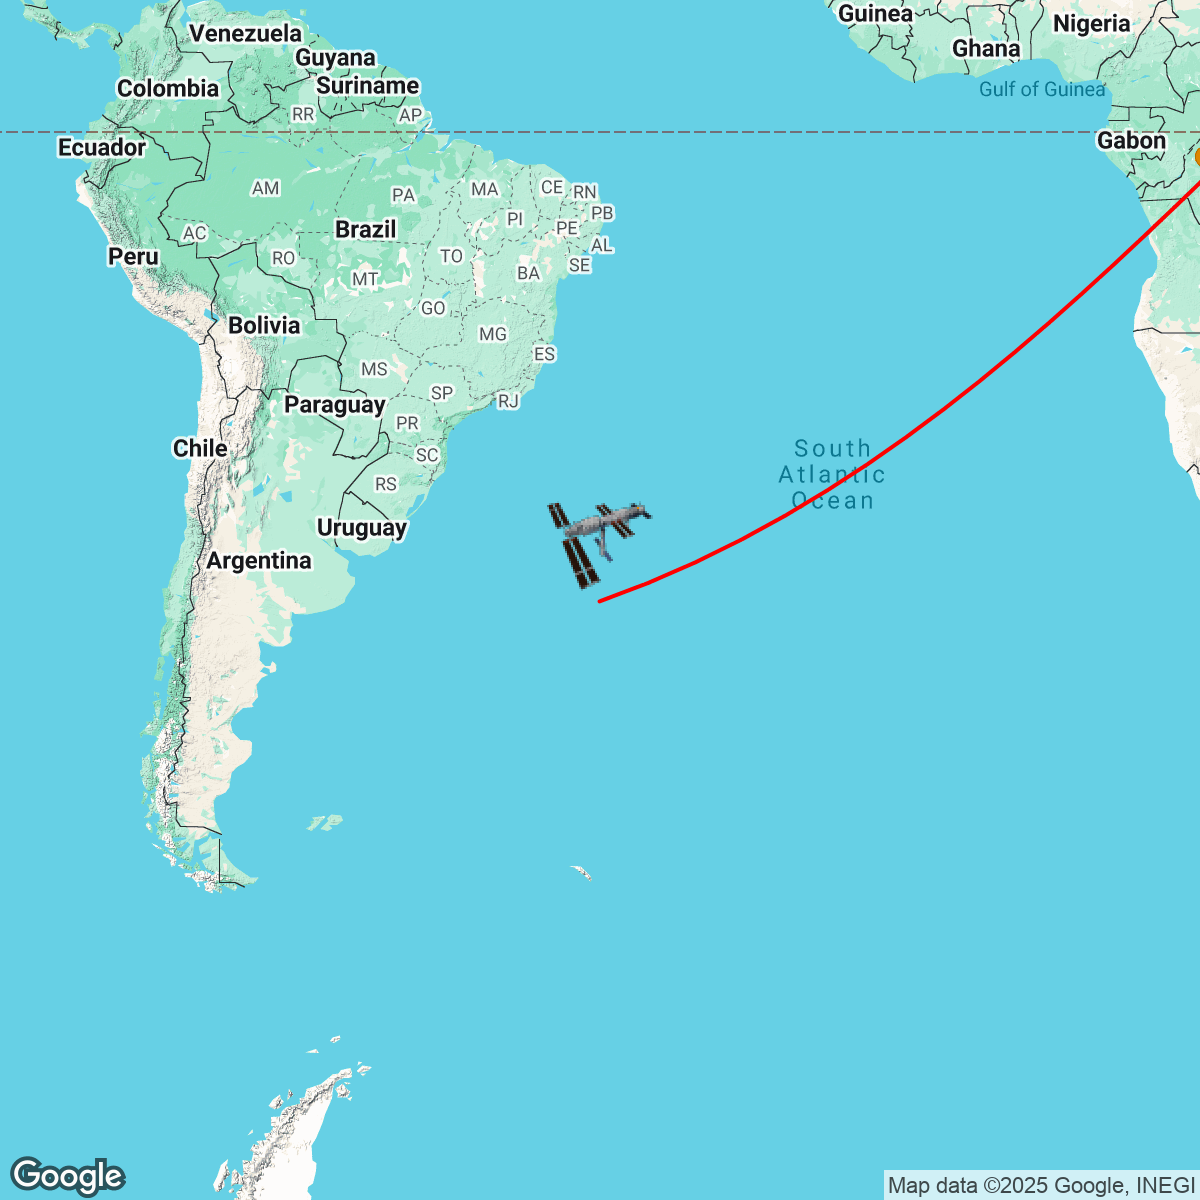 Guinea
Nigeria
Venezuela
Ghana
Guyana
Suriname
Colombia
Gulf of Guinea
RR
AP
Ecuador
Gabon
AM
PA
MA
CE
RN
PB
PI
PE
AC
Brazil
AL
Peru
RO
TO
SE
MT
BA
GO
Bolivia
MG
ES
MS
SP
RJ
Paraguay
PR
Chile
SC
South
Atlantic
Ocean
RS
Uruguay
Argentina
Google
Map data ©2025 Google, INEGI